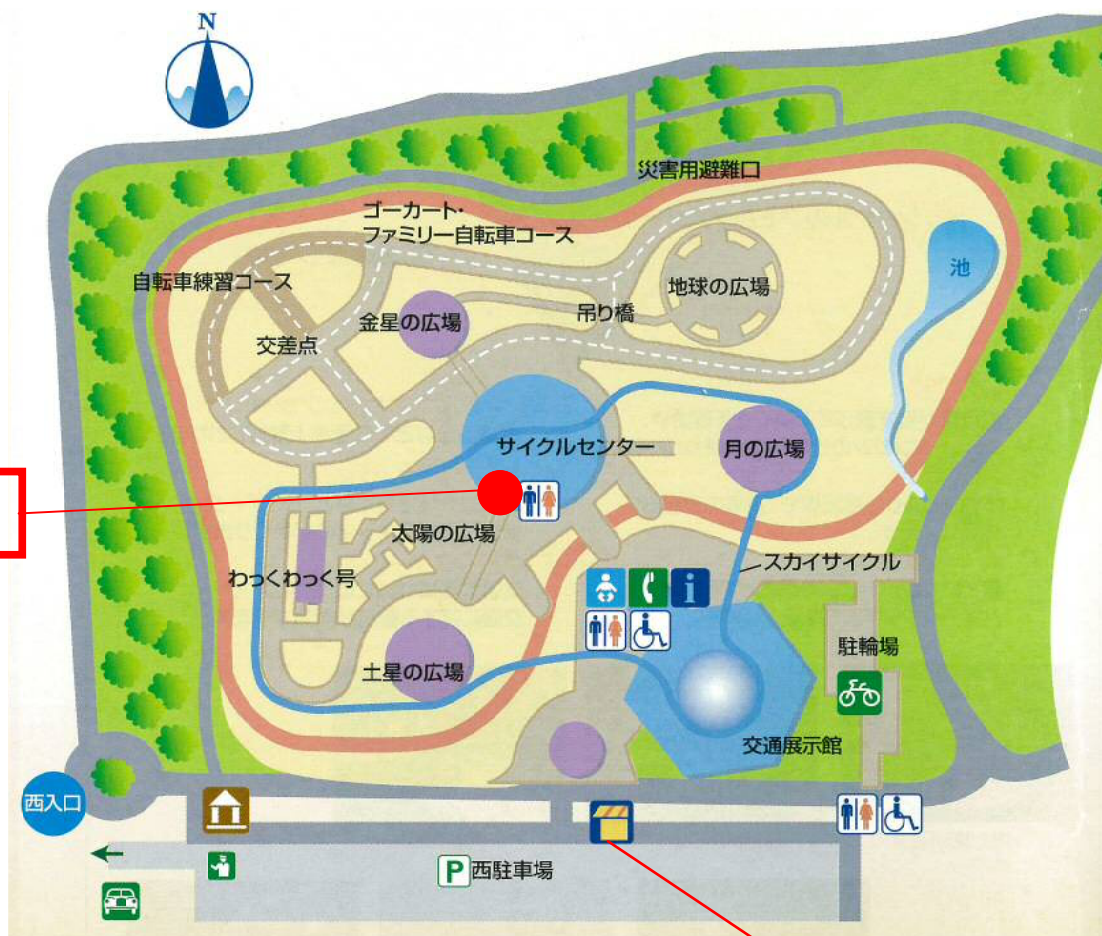 N
災害用避難口
ゴーカート・
ファミリー自転車コース
自転車練習コース
池
地球の広場
金星の広場
吊り橋
交差点
サイクルセンター
月の広場
太陽の広場
スカイサイクル
わっくわっく号
i
駐輪場
土星の広場
交通展示館
西入口
P 西駐車場